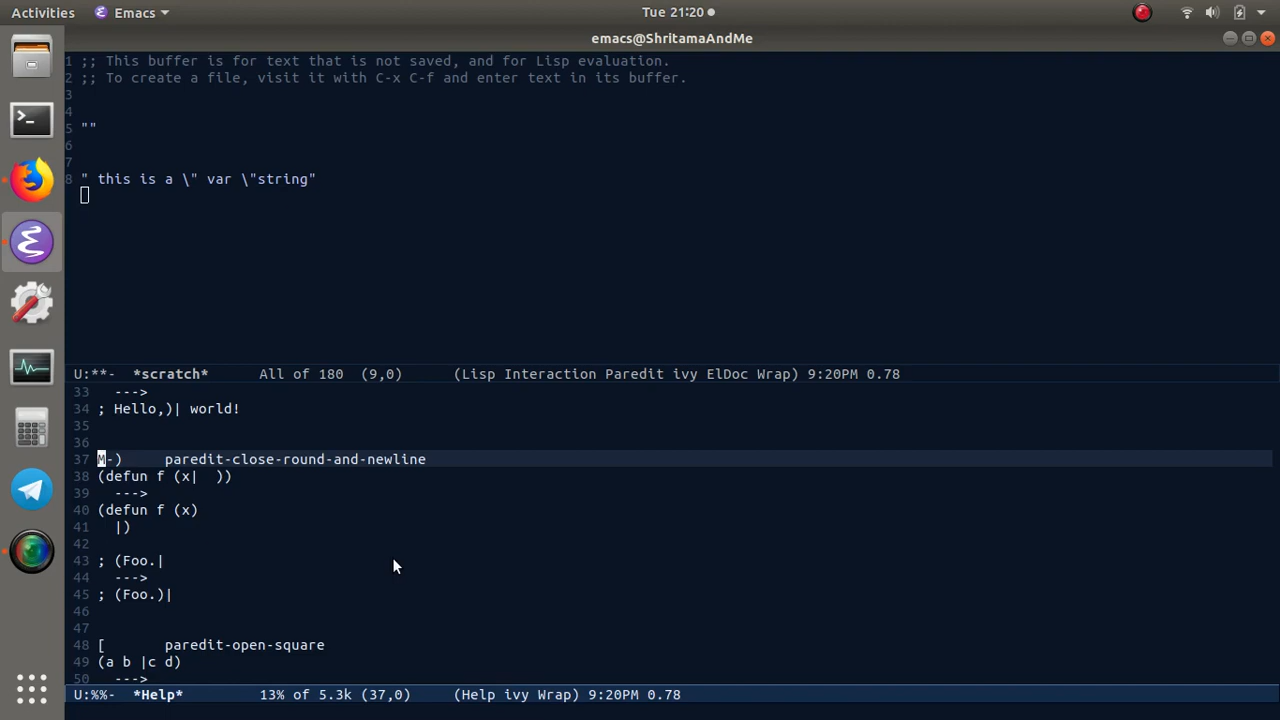 Activities Emacs Tue 21:20
emacs@ShritamaAndMe
1 ;; This buffer is for text that is not saved, and for Lisp evaluation.
2 ;; To create a file, visit it with C-x C-f and enter text in its buffer.
3
4
5 ""
6
7
8 " this is a \" var \"string"
U:**- *scratch* All of 180 (9,0) (Lisp Interaction Paredit ivy ElDoc Wrap) 9:20PM 0.78
33 --->
34 ; Hello,)| world!
35
36
37 M-) paredit-close-round-and-newline
38 (defun f (x| ))
39 --->
40 (defun f (x)
41 |)
42
43 ; (Foo.|
44 --->
45 ; (Foo.)|
46
47
48 [ paredit-open-square
49 (a b |c d)
50 --->
U:%%- *Help* 13% of 5.3k (37,0) (Help ivy Wrap) 9:20PM 0.78